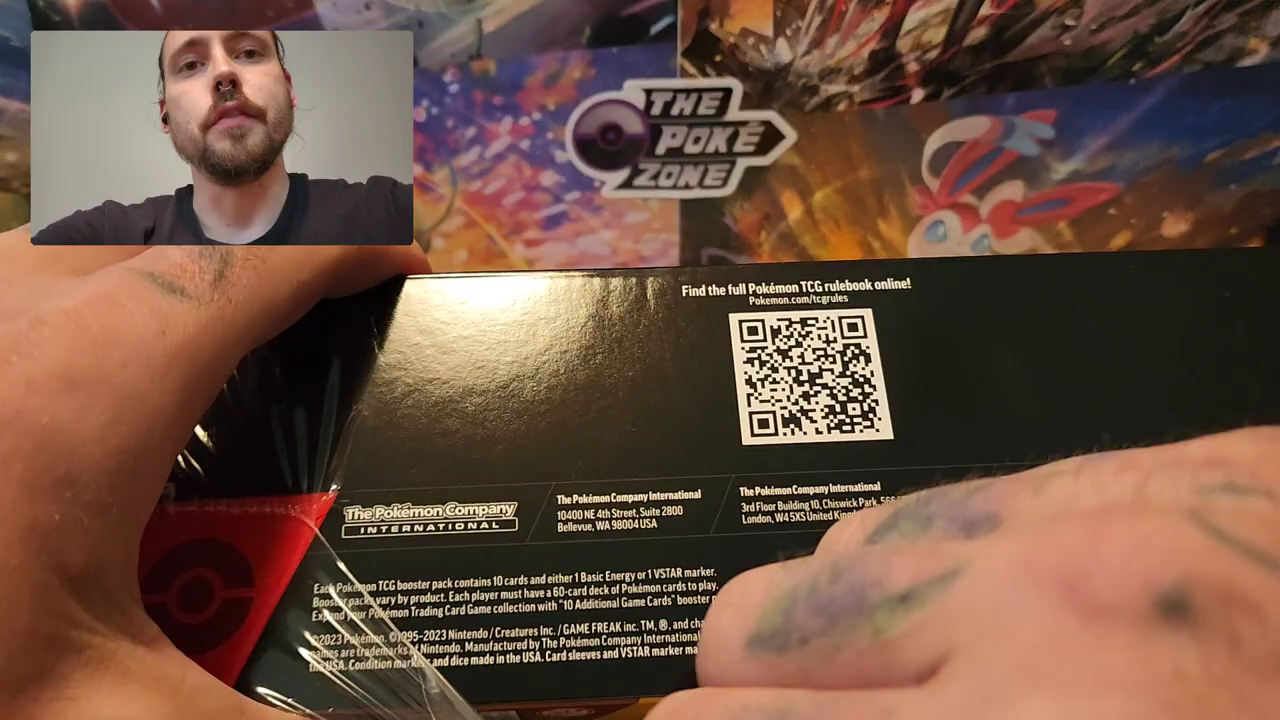 THE
POKÉ
ZONE
Find the full Pokémon TCG rulebook online!
Pokemon.com/tcgrules
The Pokémon Company
INTERNATIONAL
The Pokémon Company International
10400 NE 4th Street, Suite 2800
Bellevue, WA 98004 USA
The Pokémon Company International
3rd Floor Building 10, Chiswick Park,
London, W4 5XS United
Each Pokémon TCG booster pack contains 10 cards and either 1 Basic Energy or 1 VSTAR marker.
Booster packs vary by product. Each player must have a 60-card deck of Pokémon cards to play.
Expand your Pokémon Trading Card Game collection with "10 Additional Game Cards" booster
©2023 Pokémon. ©1995–2023 Nintendo / Creatures Inc. / GAME FREAK inc. TM, ®, and
names are trademarks of Nintendo. Manufactured by The Pokémon Company International
the USA. Condition markers and dice made in the USA. Card sleeves and VSTAR marker